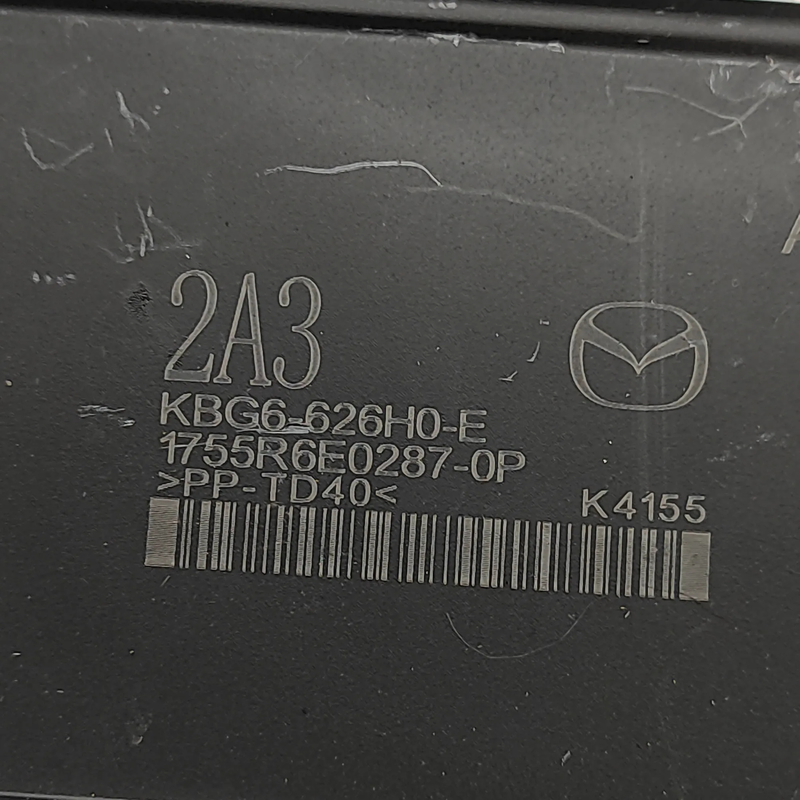 2A3
KBG6-626H0-E
1755R6E0287-0P
>PP-TD40<
K4155